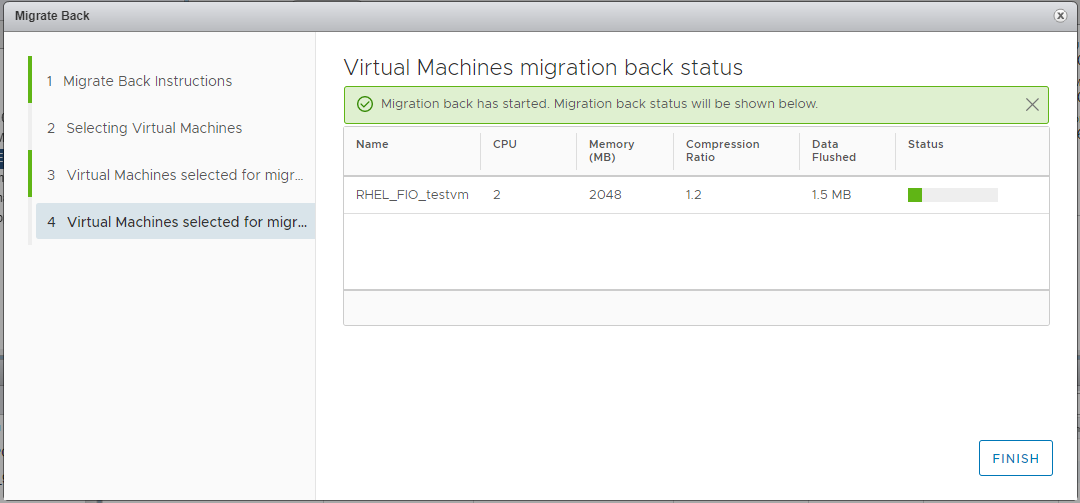 Migrate Back
1 Migrate Back Instructions
2 Selecting Virtual Machines
3 Virtual Machines selected for migr...
4 Virtual Machines selected for migr...
Virtual Machines migration back status
Migration back has started. Migration back status will be shown below.
Name CPU Memory (MB) Compression Ratio Data Flushed Status
RHEL_FIO_testvm 2 2048 1.2 1.5 MB
FINISH